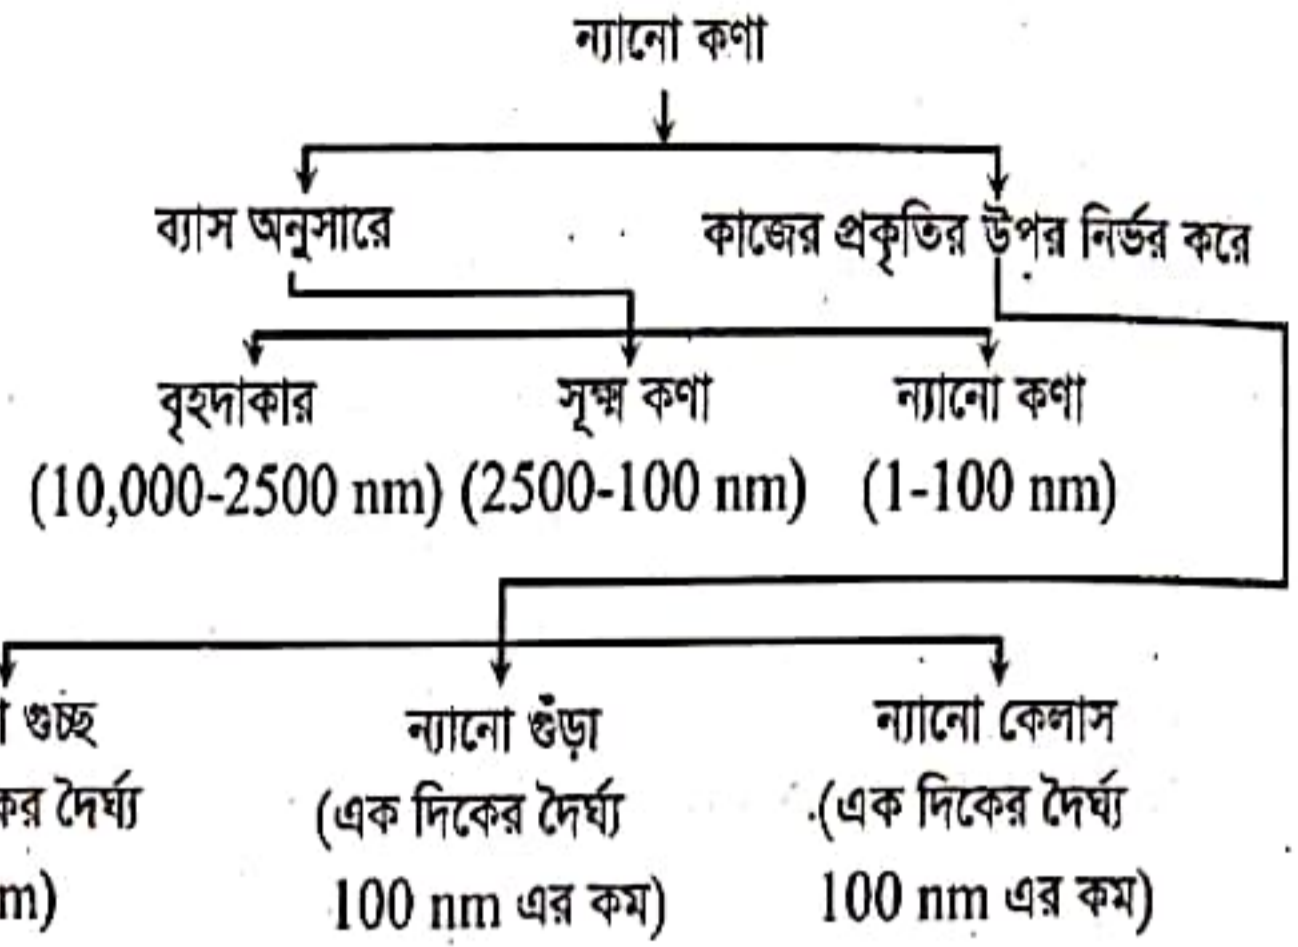 ন্যানো কণা
ব্যাস অনুসারে কাজের প্রকৃতির উপর নির্ভর করে
বৃহদাকার সূক্ষ্ম কণা ন্যানো কণা
(10,000-2500 nm) (2500-100 nm) (1-100 nm)
গুচ্ছ ন্যানো গুঁড়া ন্যানো কেলাস
দৈর্ঘ্য (এক দিকের দৈর্ঘ্য (এক দিকের দৈর্ঘ্য
m) 100 nm এর কম) 100 nm এর কম)